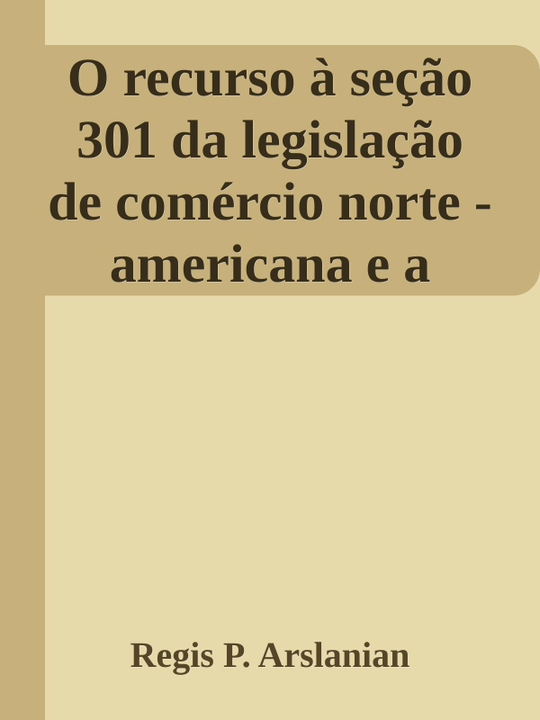 O recurso à seção
301 da legislação
de comércio norte -
americana e a
Regis P. Arslanian